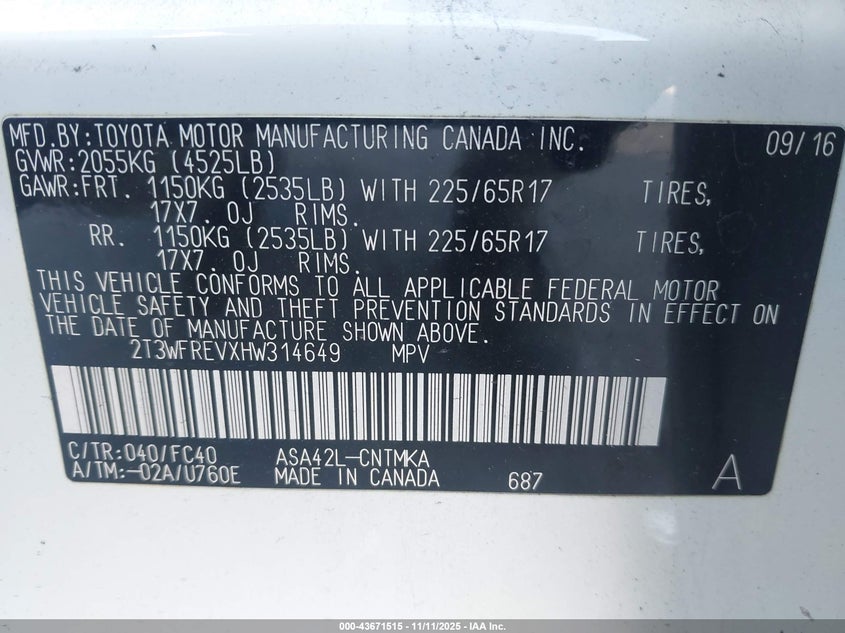 MFD.BY:TOYOTA MOTOR MANUFACTURING CANADA INC. 09/16
GVWR:2055KG (4525LB)
GAWR:FRT. 1150KG (2535LB) WITH 225/65R17 TIRES,
17X7.0J RIMS.
RR. 1150KG (2535LB) WITH 225/65R17 TIRES,
17X7.0J RIMS.
THIS VEHICLE CONFORMS TO ALL APPLICABLE FEDERAL MOTOR
VEHICLE SAFETY AND THEFT PREVENTION STANDARDS IN EFFECT ON
THE DATE OF MANUFACTURE SHOWN ABOVE.
2T3WFREVXHW314649 MPV
C/TR:040/FC40 ASA42L-CNTMKA
A/TM:-02A/U760E MADE IN CANADA 687 A
000-43671515 - 11/11/2025 - IAA Inc.